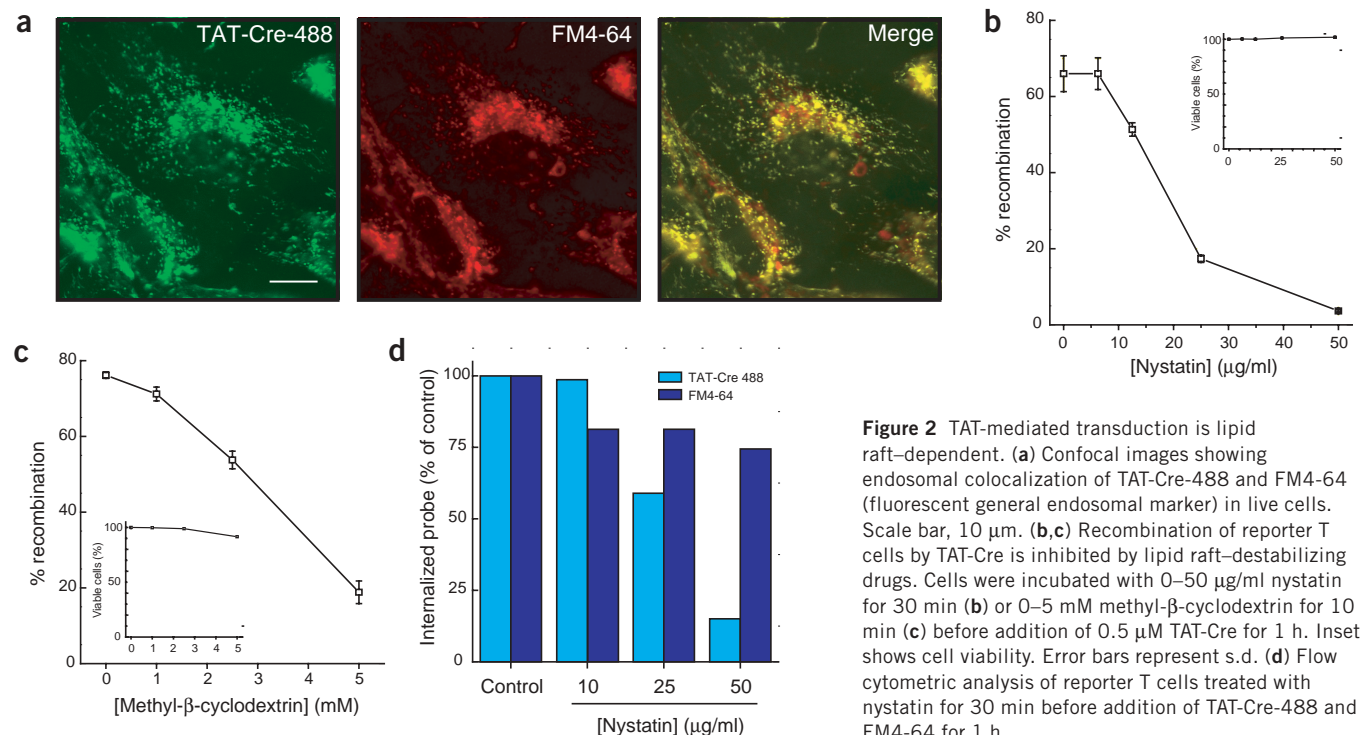 a
TAT-Cre-488
FM4-64
Merge
b
% recombination
80
60
40
20
0
0 10 20 30 40 50
[Nystatin] (µg/ml)
Viable cells (%)
100
50
0
0 25 50
c
% recombination
80
60
40
20
0
0 1 2 3 4 5
[Methyl-β-cyclodextrin] (mM)
Viable cells (%)
100
50
0
0 1 2 3 4 5
d
Internalized probe (% of control)
100
75
50
25
0
TAT-Cre 488
FM4-64
Control 10 25 50
[Nystatin] (µg/ml)
Figure 2 TAT-mediated transduction is lipid
raft–dependent. (a) Confocal images showing
endosomal colocalization of TAT-Cre-488 and FM4-64
(fluorescent general endosomal marker) in live cells.
Scale bar, 10 µm. (b,c) Recombination of reporter T
cells by TAT-Cre is inhibited by lipid raft–destabilizing
drugs. Cells were incubated with 0–50 µg/ml nystatin
for 30 min (b) or 0–5 mM methyl-β-cyclodextrin for 10
min (c) before addition of 0.5 µM TAT-Cre for 1 h. Inset
shows cell viability. Error bars represent s.d. (d) Flow
cytometric analysis of reporter T cells treated with
nystatin for 30 min before addition of TAT-Cre-488 and
FM4-64 for 1 h